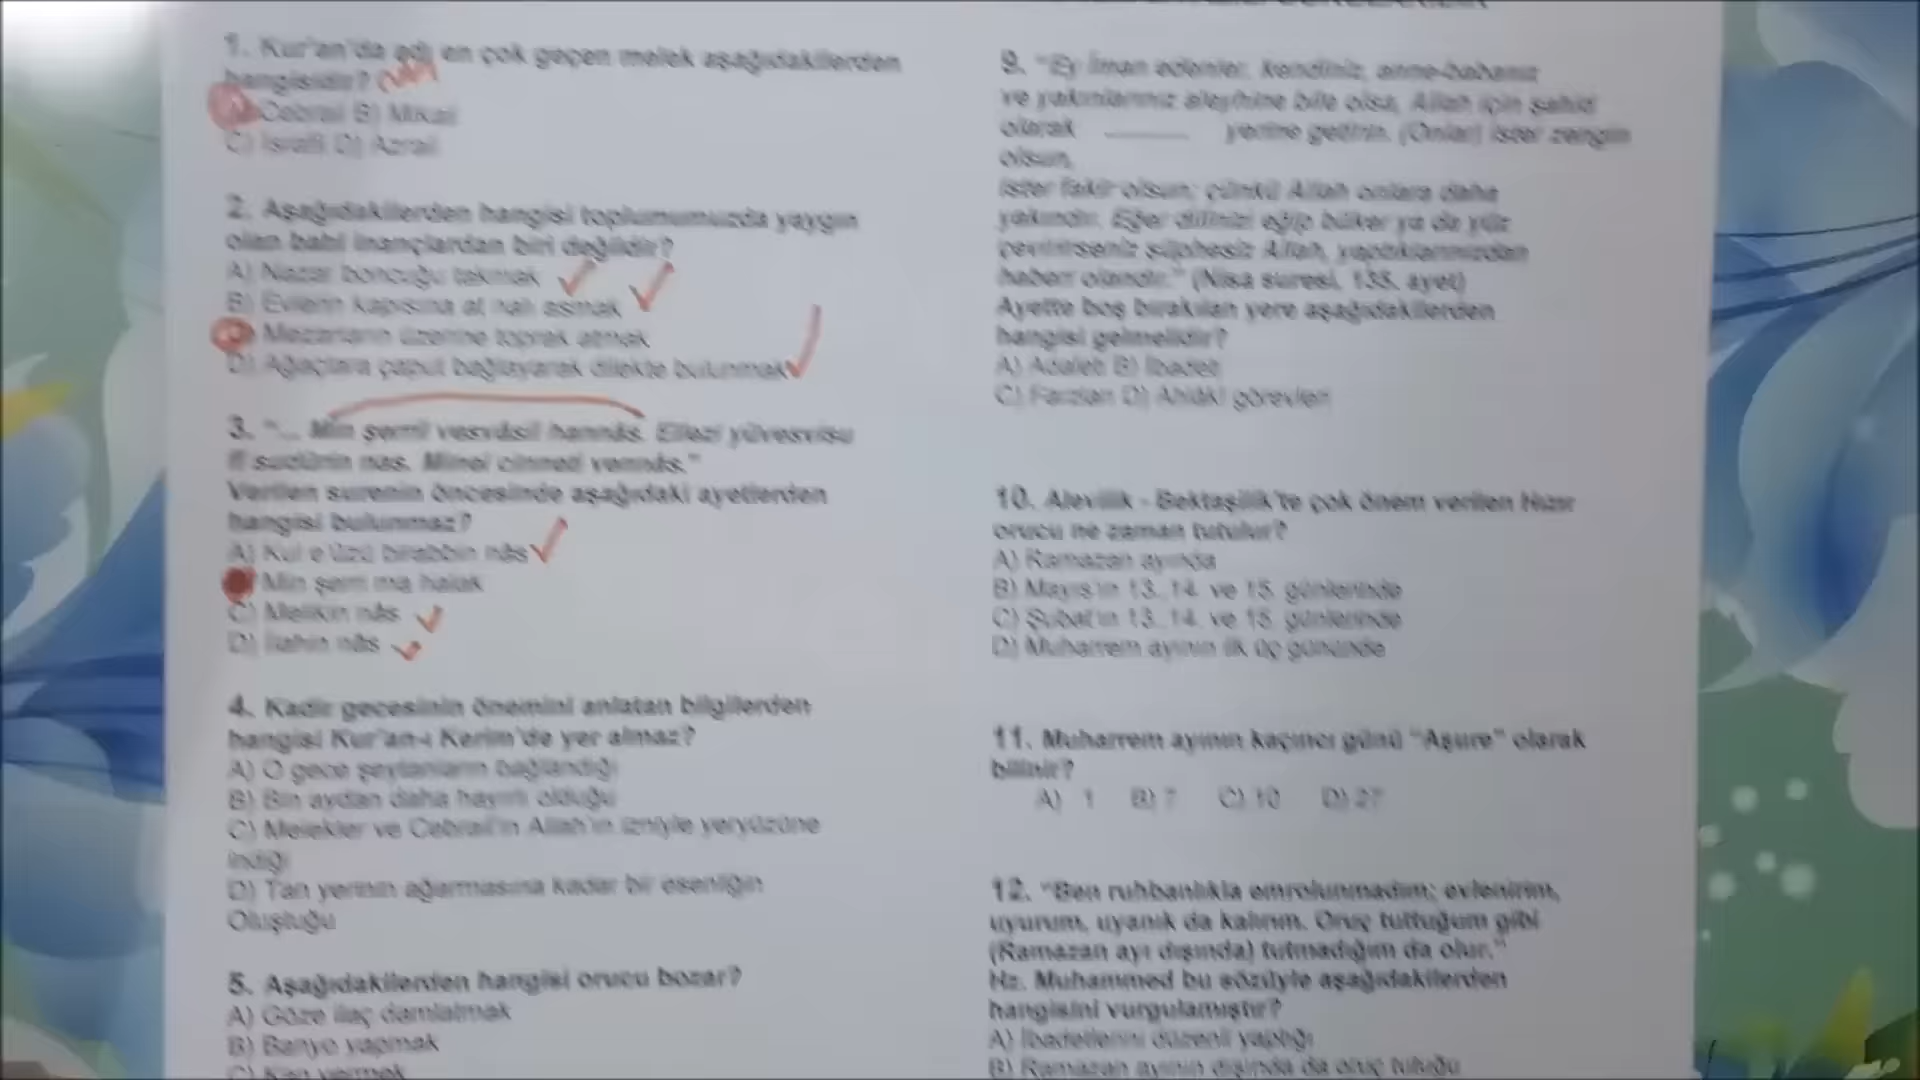 1. Kur'an'da adı en çok geçen melek aşağıdakilerden
hangisidir?
Cebrail B) Mikail
C) İsrafil D) Azrail
2. Aşağıdakilerden hangisi toplumumuzda yaygın
olan batıl inançlardan biri değildir?
A) Nazar boncuğu takmak
B) Evlerin kapısına at nalı asmak
Mezarların üzerine toprak atmak
D) Ağaçlara çaput bağlayarak dilekte bulunmak
3. "... Min şerril vesvâsil hannâs. Ellezi yüvesvisu
fî sudûrin nas. Minel cinneti vennâs."
Verilen surenin öncesinde aşağıdaki ayetlerden
hangisi bulunmaz?
A) Kul e ûzü birabbin nâs
Min şerri ma halak
C) Melikin nâs
D) İlahin nâs
4. Kadir gecesinin önemini anlatan bilgilerden
hangisi Kur'an-ı Kerim'de yer almaz?
A) O gece şeytanların bağlandığı
B) Bin aydan daha hayırlı olduğu
C) Melekler ve Cebrail'in Allah'ın izniyle yeryüzüne
indiği
D) Tan yerinin ağarmasına kadar bir esenliğin
Oluştuğu
5. Aşağıdakilerden hangisi orucu bozar?
A) Göze ilaç damlatmak
B) Banyo yapmak
C) Kan vermek
9. "Ey iman edenler, kendiniz, anne-babanız
ve yakınlarınız aleyhine bile olsa, Allah için şahid
olarak ________ yerine getirin. (Onlar) ister zengin
olsun,
ister fakir olsun; çünkü Allah onlara daha
yakındır. Eğer dilinizi eğip büker ya da yüz
çevirirseniz şüphesiz Allah, yaptıklarınızdan
haberi olandır." (Nisa suresi, 135. ayet)
Ayette boş bırakılan yere aşağıdakilerden
hangisi gelmelidir?
A) Adaleti B) İbadeti
C) Farzları D) Ahlâkî görevleri
10. Alevilik - Bektaşilik'te çok önem verilen Hızır
orucu ne zaman tutulur?
A) Ramazan ayında
B) Mayıs'ın 13. 14. ve 15. günlerinde
C) Şubat'ın 13. 14. ve 15. günlerinde
D) Muharrem ayının ilk üç gününde
11. Muharrem ayının kaçıncı günü "Aşure" olarak
bilinir?
A) 1 B) 7 C) 10 D) 27
12. "Ben ruhbanlıkla emrolunmadım; evlenirim,
uyurum, uyanık da kalırım. Oruç tuttuğum gibi
(Ramazan ayı dışında) tutmadığım da olur."
Hz. Muhammed bu sözüyle aşağıdakilerden
hangisini vurgulamıştır?
A) İbadetlerini düzenli yaptığı
B) Ramazan ayının dışında da oruç tuttuğu